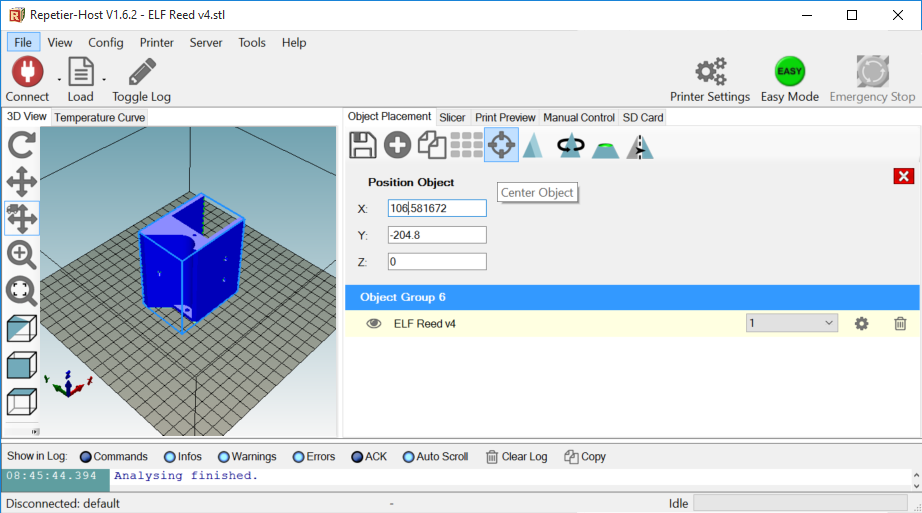 Repetier-Host V1.6.2 - ELF Reed v4.stl
File View Config Printer Server Tools Help
Connect Load Toggle Log Printer Settings EASY Easy Mode Emergency Stop
3D View Temperature Curve Object Placement Slicer Print Preview Manual Control SD Card
Position Object
Center Object
X: 106.581672
Y: -204.8
Z: 0
Object Group 6
ELF Reed v4 1
Show in Log: Commands Infos Warnings Errors ACK Auto Scroll Clear Log Copy
08:45:44.394 Analysing finished.
Disconnected: default - Idle